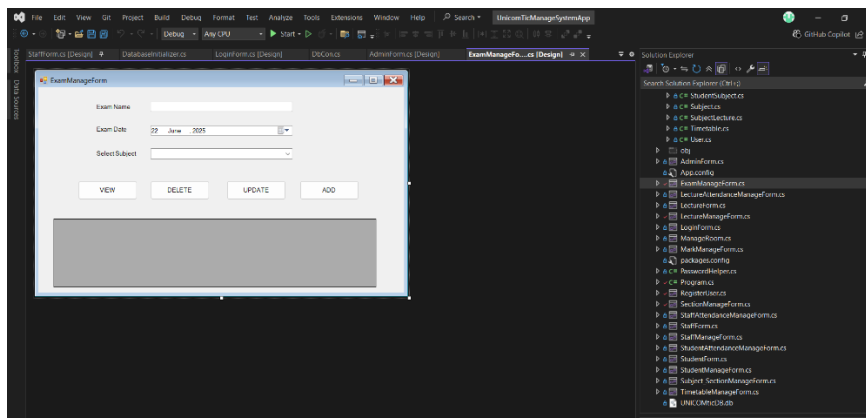 File Edit View Git Project Build Debug Format Test Analyze Tools Extensions Window Help Search UnicomTicManageSystemApp
Debug Any CPU Start GitHub Copilot
StaffForm.cs [Design] DatabaseInitializer.cs LoginForm.cs [Design] DbCon.cs AdminForm.cs [Design] ExamManageFo....cs [Design]
Toolbox
Data Sources
ExamManageForm
Exam Name
Exam Date 22 June ,2025
Select Subject
VIEW DELETE UPDATE ADD
Solution Explorer
Search Solution Explorer (Ctrl+;)
C# StudentSubject.cs
C# Subject.cs
C# SubjectLecture.cs
C# Timetable.cs
C# User.cs
obj
AdminForm.cs
App.config
ExamManageForm.cs
LectureAttendanceManageForm.cs
LectureForm.cs
LectureManageForm.cs
LoginForm.cs
ManageRoom.cs
MarkManageForm.cs
packages.config
C# PasswordHelper.cs
C# Program.cs
RegisterUser.cs
SectionManageForm.cs
StaffAttendanceManageForm.cs
StaffForm.cs
StaffManageForm.cs
StudentAttendanceManageForm.cs
StudentForm.cs
StudentManageForm.cs
Subject_SectionManageForm.cs
TimetableManageForm.cs
UNICOMticDB.db